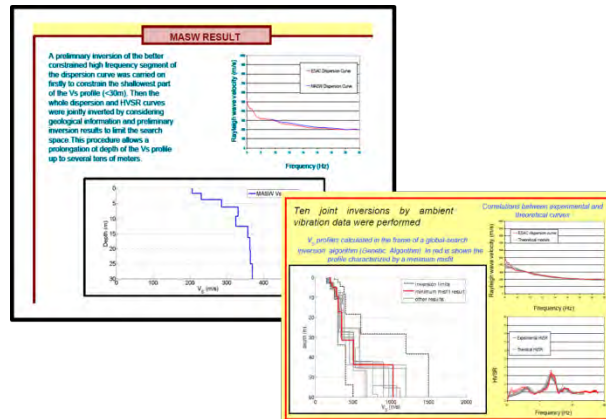 MASW RESULT
A preliminary inversion of the better
constrained high frequency segment of
the dispersion curve was carried on
firstly to constrain the shallowest part
of the Vs profile (<30m). Then the
whole dispersion and HVSR curves
were jointly inverted by considering
geological information and preliminary
inversion results to limit the search
space. This procedure allows a
prolongation of depth of the Vs profile
up to several tens of meters.
Rayleigh wave velocity (m/s)
ESAC Dispersion Curve
MASW Dispersion Curve
Frequency (Hz)
MASW Vs
Depth (m)
0
5
10
15
20
25
30
0 100 200 300 400 500 600
Vs (m/s)
Ten joint inversions by ambient
vibration data were performed
Vs profiles calculated in the frame of a global-search
inversion algorithm (Genetic Algorithm) in red is shown the
profile characterized by a minimum misfit
inversion limits
minimum misfit result
other results
depth (m)
0 500 1000 1500 2000
Vs (m/s)
Correlations between experimental and
theoretical curves
ESAC dispersion curve
Theoretical models
Rayleigh wave velocity (m/s)
Frequency (Hz)
Experimental HVSR
Theoretical HVSR
HVSR
Frequency (Hz)